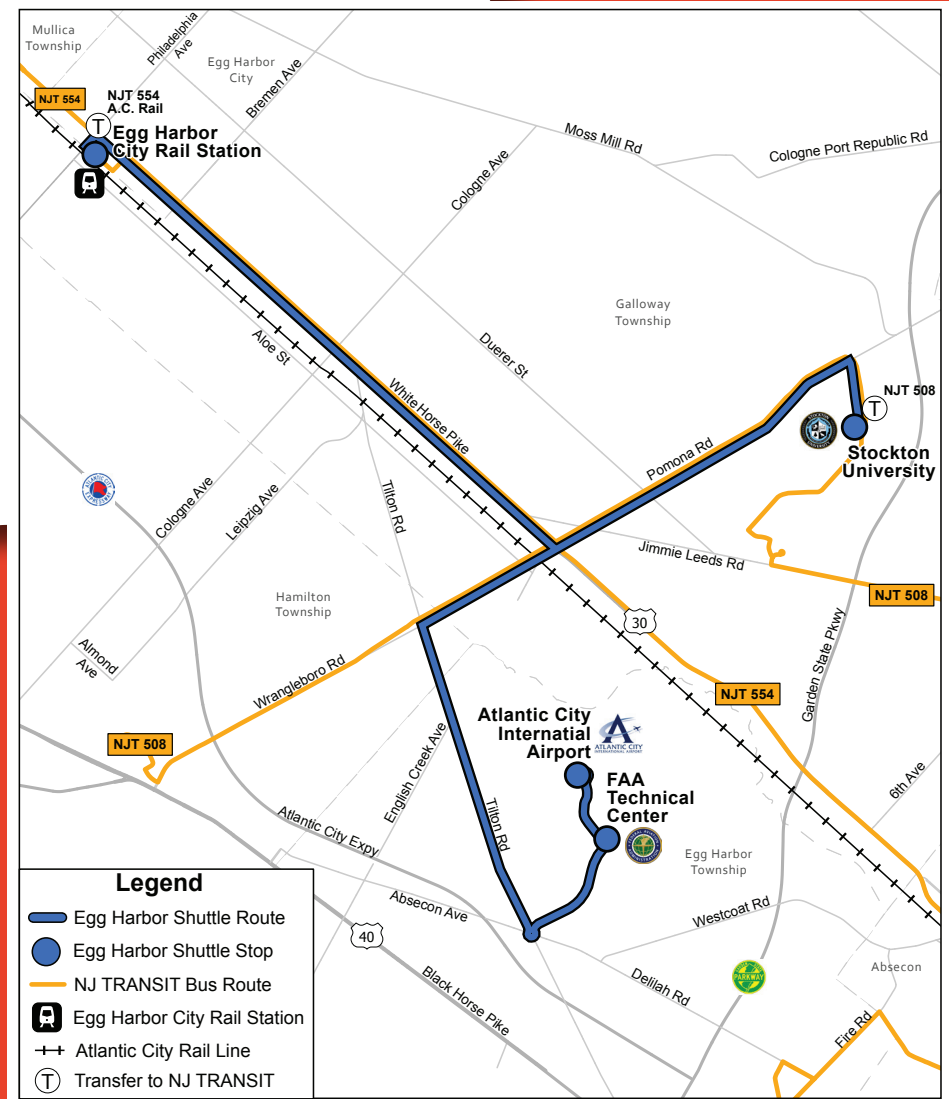 Mullica
Township
Philadelphia
Ave
Egg Harbor
City
Bremen Ave
NJT 554
NJT 554
A.C. Rail
T
Egg Harbor
City Rail Station
Moss Mill Rd
Cologne Port Republic Rd
Cologne Ave
Galloway
Township
Aloe St
Duerer St
White Horse Pike
NJT 508
T
Stockton
University
Pomona Rd
Cologne Ave
Leipzig Ave
Tilton Rd
Jimmie Leeds Rd
NJT 508
Hamilton
Township
30
Almond
Ave
Wrangleboro Rd
Garden State Pkwy
NJT 554
NJT 508
Atlantic City
Internatial
Airport
ATLANTIC CITY
INTERNATIONAL AIRPORT
FAA
Technical
Center
English Creek Ave
6th Ave
Tilton Rd
Atlantic City Expy
Egg Harbor
Township
Absecon Ave
Westcoat Rd
40
Absecon
Delilah Rd
PARKWAY
Black Horse Pike
Fire Rd
Legend
Egg Harbor Shuttle Route
Egg Harbor Shuttle Stop
NJ TRANSIT Bus Route
Egg Harbor City Rail Station
Atlantic City Rail Line
T Transfer to NJ TRANSIT